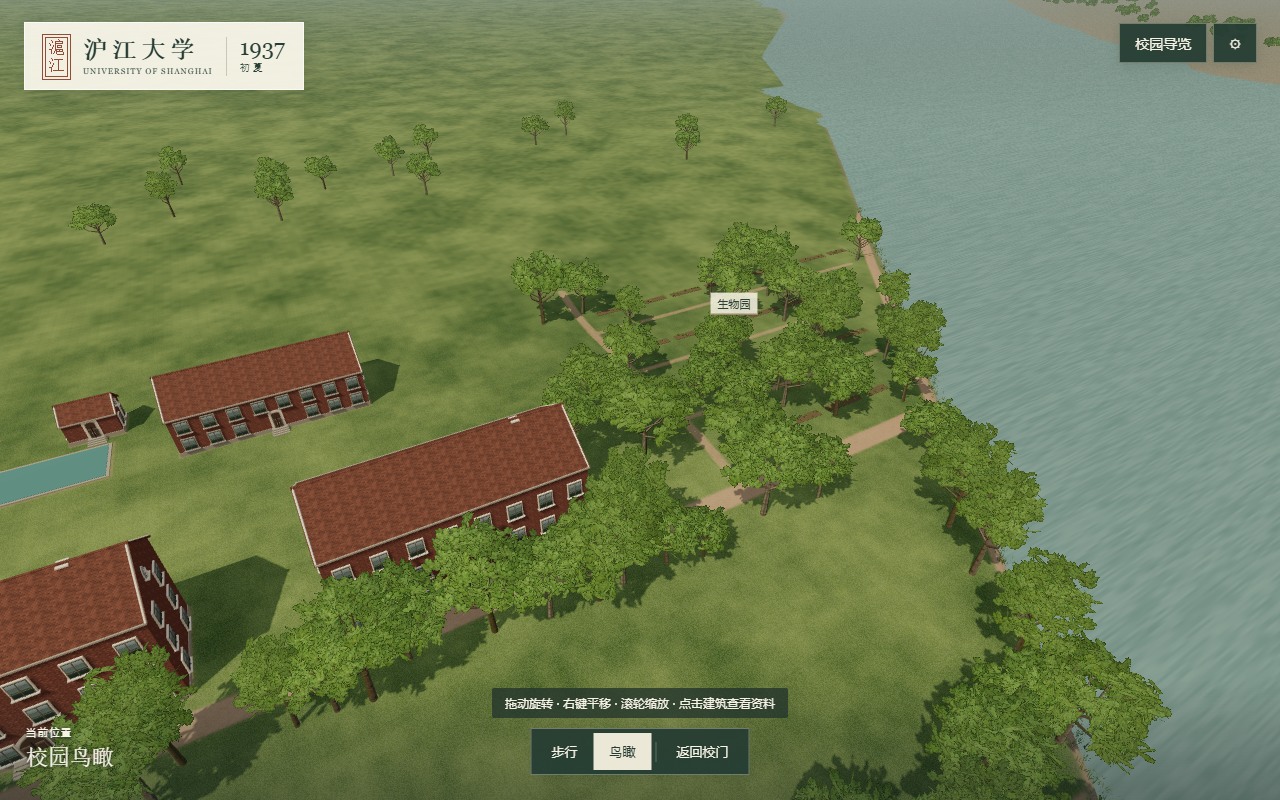 滬江
沪江大学
UNIVERSITY OF SHANGHAI
1937
初夏
校园导览
生物园
拖动旋转 · 右键平移 · 滚轮缩放 · 点击建筑查看资料
当前位置
校园鸟瞰
步行
鸟瞰
返回校门